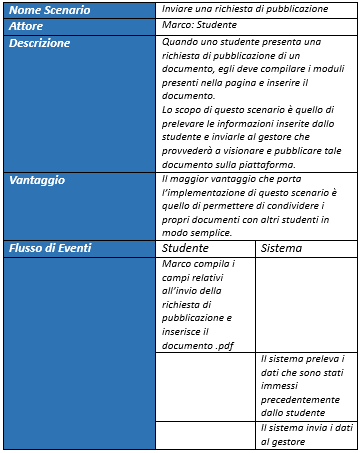 Nome Scenario
Inviare una richiesta di pubblicazione
Attore
Marco: Studente
Descrizione
Quando uno studente presenta una
richiesta di pubblicazione di un
documento, egli deve compilare i moduli
presenti nella pagina e inserire il
documento.
Lo scopo di questo scenario è quello di
prelevare le informazioni inserite dallo
studente e inviarle al gestore che
provvederà a visionare e pubblicare tale
documento sulla piattaforma.
Vantaggio
Il maggior vantaggio che porta
l'implementazione di questo scenario è
quello di permettere di condividere i
propri documenti con altri studenti in
modo semplice.
Flusso di Eventi
Studente
Sistema
Marco compila i
campi relativi
all'invio della
richiesta di
pubblicazione e
inserisce il
documento .pdf
Il sistema preleva i
dati che sono stati
immessi
precedentemente
dallo studente
Il sistema invia i dati
al gestore